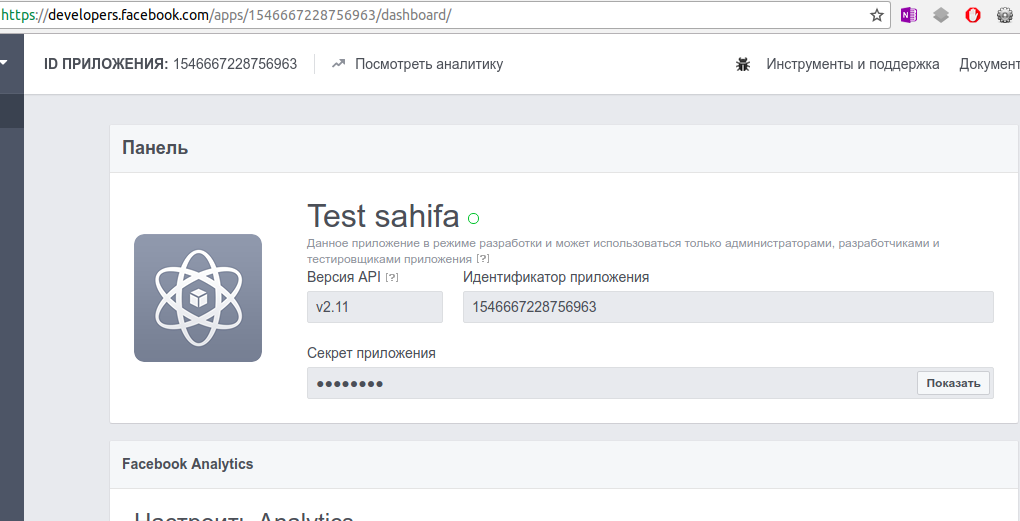 https://developers.facebook.com/apps/1546667228756963/dashboard/
ID ПРИЛОЖЕНИЯ: 1546667228756963 Посмотреть аналитику Инструменты и поддержка Документ
Панель
Test sahifa
Данное приложение в режиме разработки и может использоваться только администраторами, разработчиками и
тестировщиками приложения [?]
Версия API [?] Идентификатор приложения
v2.11 1546667228756963
Секрет приложения
●●●●●●●● Показать
Facebook Analytics
Настроить Analytics